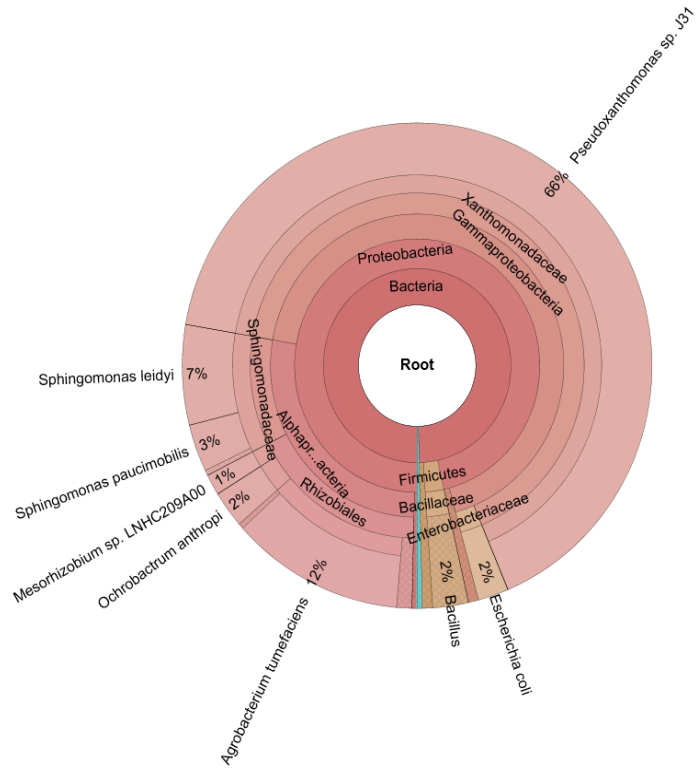 Pseudoxanthomonas sp. J31
66%
Xanthomonadaceae
Gammaproteobacteria
Proteobacteria
Bacteria
Root
Sphingomonadaceae
Sphingomonas leidyi
7%
Alphapr...acteria
Sphingomonas paucimobilis
3%
Firmicutes
Rhizobiales
Mesorhizobium sp. LNHC209A00
1%
Bacillaceae
Ochrobactrum anthropi
2%
Enterobacteriaceae
Agrobacterium tumefaciens
12%
2%
Bacillus
2%
Escherichia coli